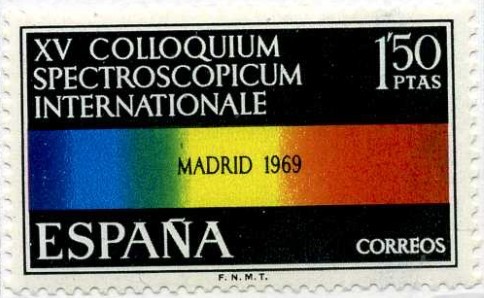 XV COLLOQUIUM
SPECTROSCOPICUM
INTERNATIONALE
1'50
PTAS
MADRID 1969
ESPAÑA
CORREOS
F. N. M. T.